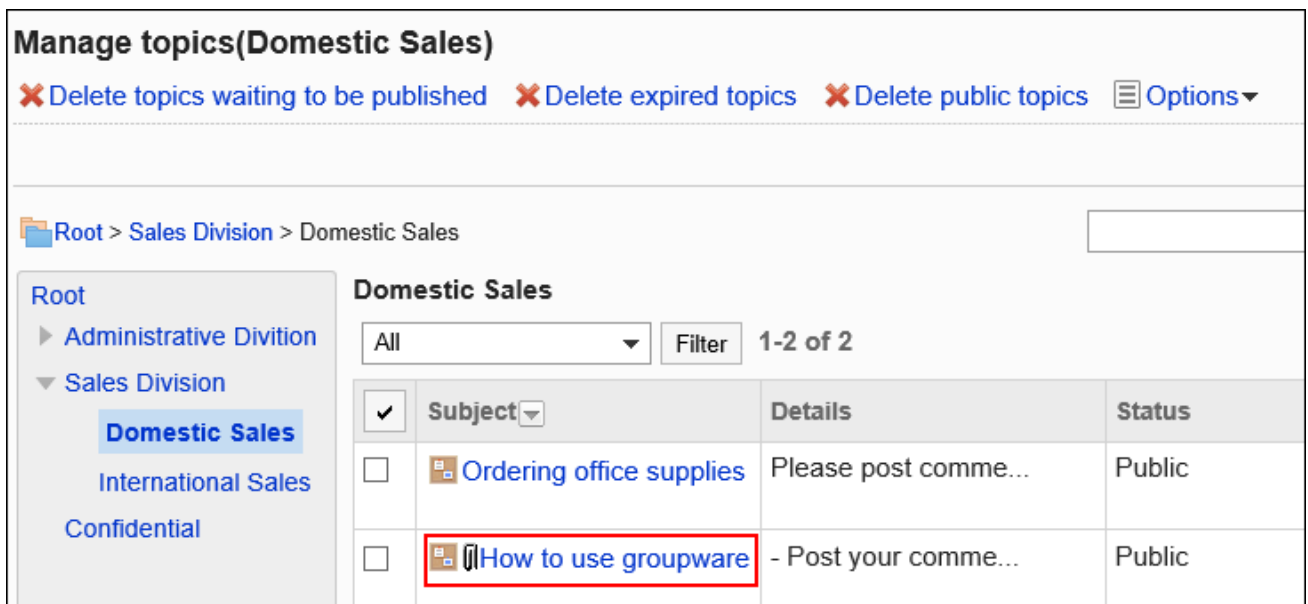 Manage topics(Domestic Sales)
Delete topics waiting to be published Delete expired topics Delete public topics Options
Root > Sales Division > Domestic Sales
Root
Administrative Divition
Sales Division
Domestic Sales
International Sales
Confidential
Domestic Sales
All Filter 1-2 of 2
Subject Details Status
Ordering office supplies Please post comme... Public
How to use groupware - Post your comme... Public